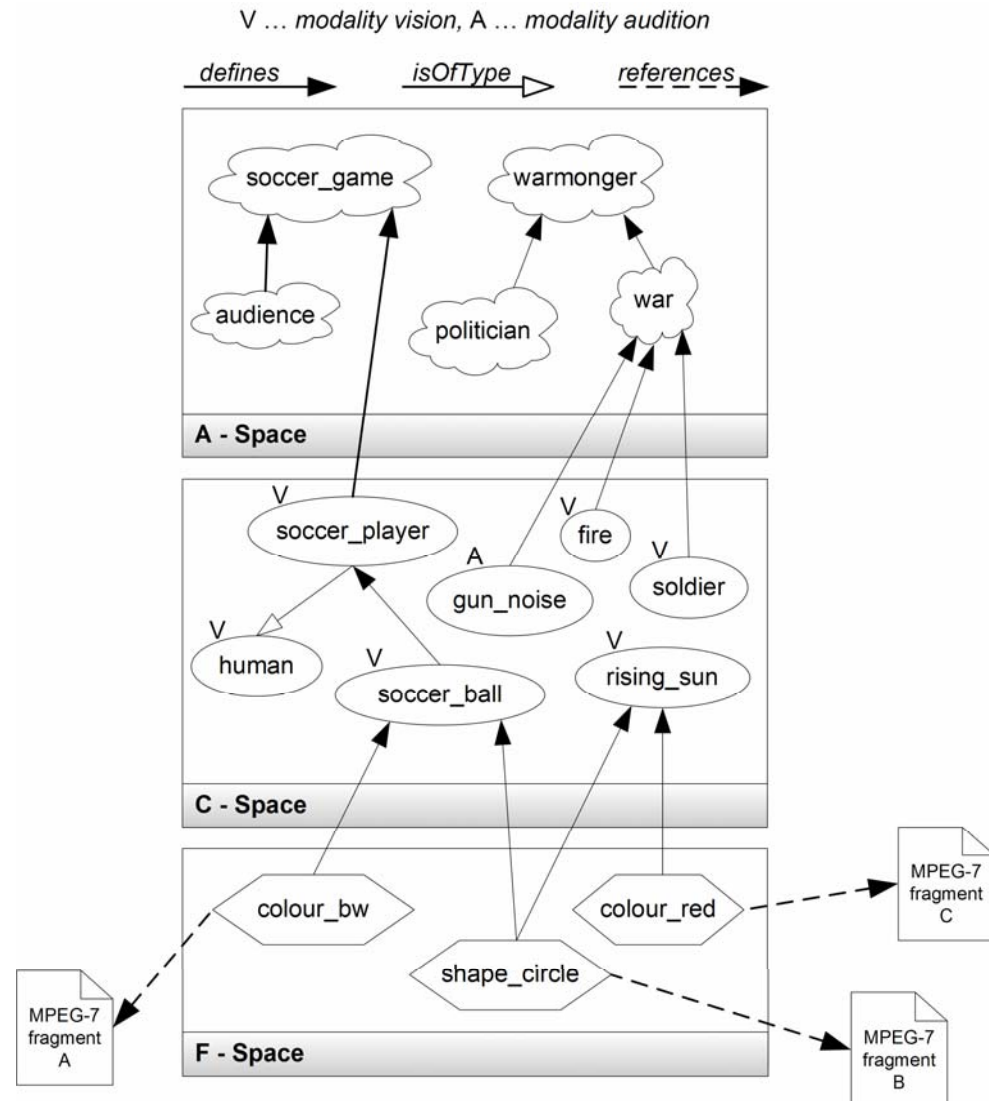 V … modality vision, A … modality audition
defines isOfType references
soccer_game warmonger
audience politician war
A - Space
V
soccer_player
V
fire
A
gun_noise
V
soldier
V
human
V
soccer_ball
V
rising_sun
C - Space
colour_bw colour_red
shape_circle
MPEG-7
fragment
C
MPEG-7
fragment
A
MPEG-7
fragment
B
F - Space